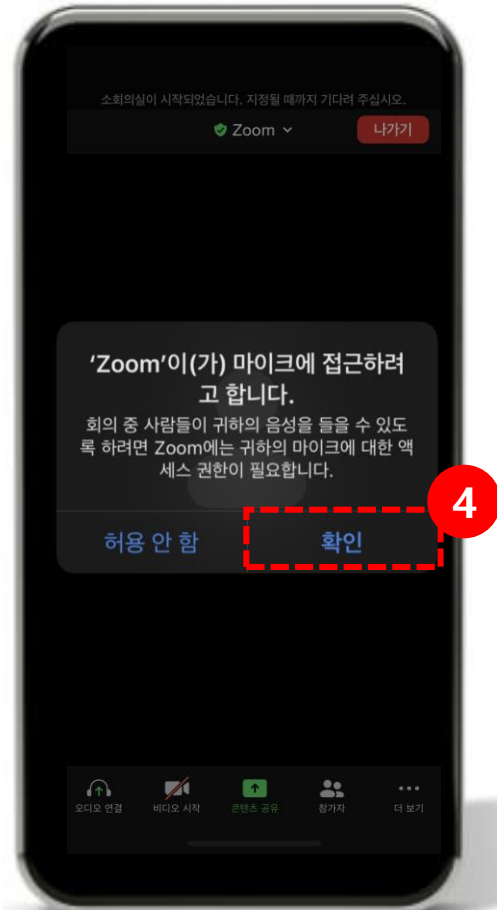 소회의실이 시작되었습니다. 지정될 때까지 기다려 주십시오.
Zoom
나가기
‘Zoom’이(가) 마이크에 접근하려
고 합니다.
회의 중 사람들이 귀하의 음성을 들을 수 있도
록 하려면 Zoom에는 귀하의 마이크에 대한 액
세스 권한이 필요합니다.
4
허용 안 함 확인
오디오 연결 비디오 시작 콘텐츠 공유 참가자 더 보기